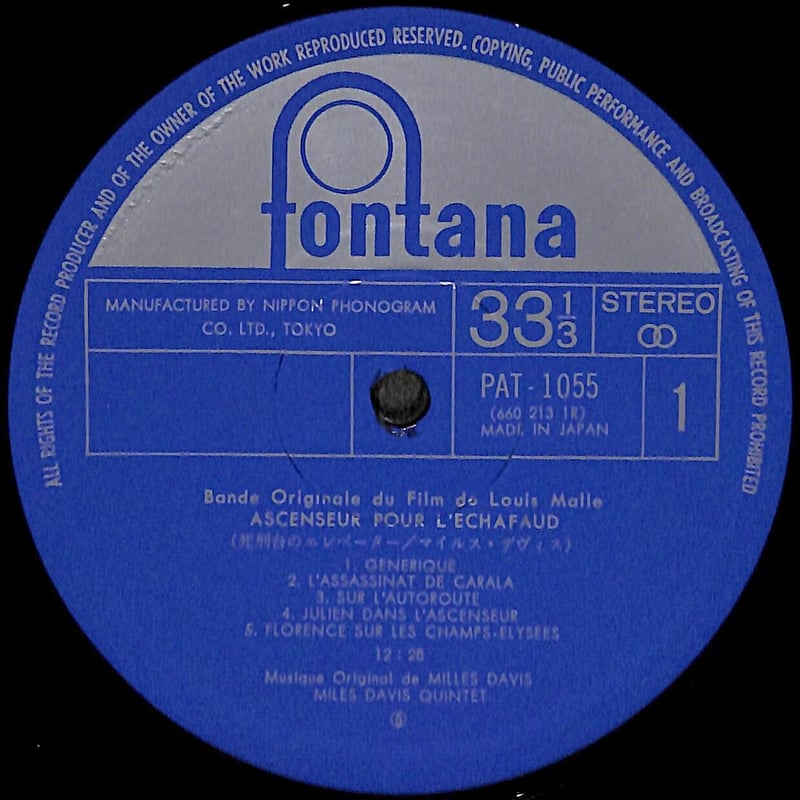 ALL RIGHTS OF THE RECORD PRODUCER AND OF THE OWNER OF THE WORK REPRODUCED RESERVED. COPYING, PUBLIC PERFORMANCE AND BROADCASTING OF THIS RECORD PROHIBITED
fontana
MANUFACTURED BY NIPPON PHONOGRAM
CO. LTD., TOKYO
33 1/3
STEREO
PAT-1055
(660 213 1R)
MADE IN JAPAN
1
Bande Originale du Film de Louis Malle
ASCENSEUR POUR L'ECHAFAUD
(死刑台のエレベーター/マイルス・デヴィス)
1. GENERIQUE
2. L'ASSASSINAT DE CARALA
3. SUR L'AUTOROUTE
4. JULIEN DANS L'ASCENSEUR
5. FLORENCE SUR LES CHAMPS-ELYSEES
12:26
Musique Original de MILLES DAVIS
MILES DAVIS QUINTET